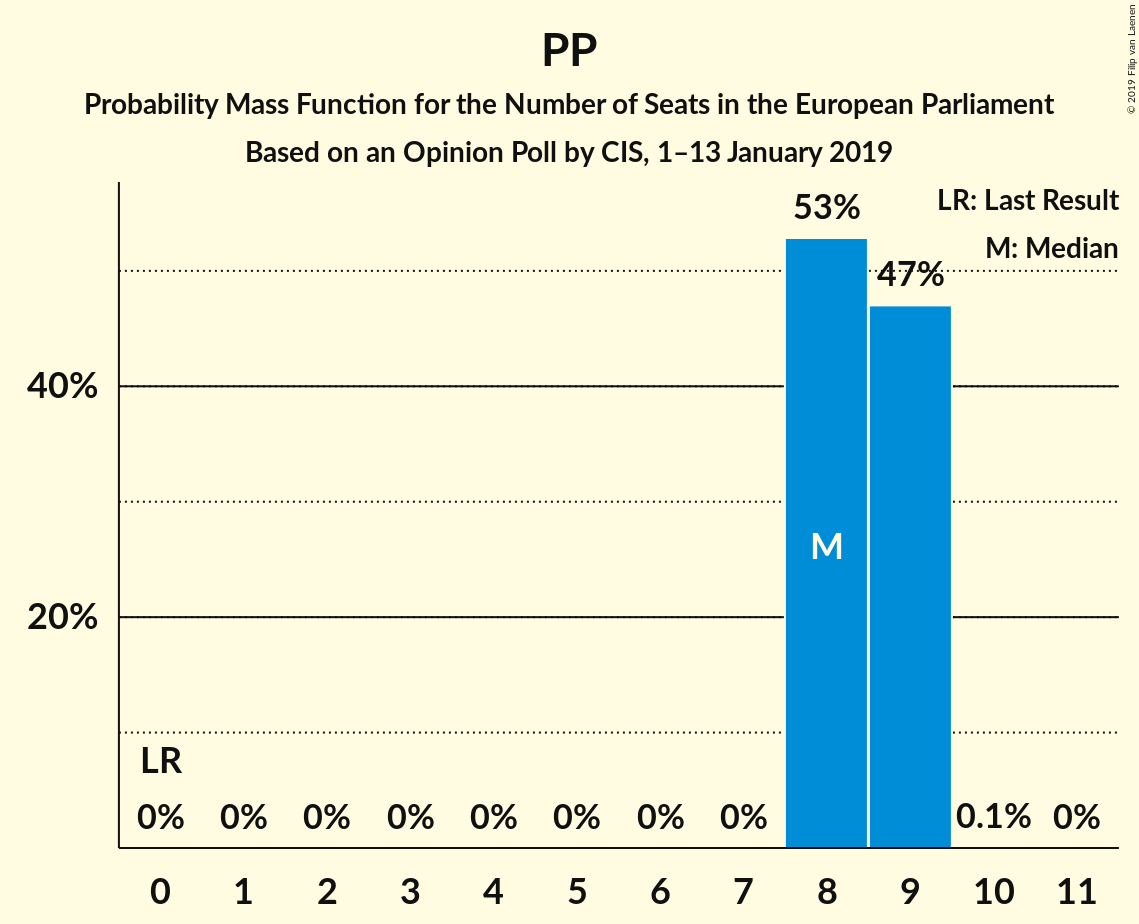 PP
Probability Mass Function for the Number of Seats in the European Parliament
Based on an Opinion Poll by CIS, 1–13 January 2019
© 2019 Filip van Laenen
LR: Last Result
M: Median
53%
47%
40%
20%
M
LR
0% 0% 0% 0% 0% 0% 0% 0% 0.1% 0%
0 1 2 3 4 5 6 7 8 9 10 11